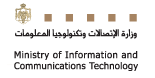 وزارة الإتصالات وتكنولوجيا المعلومات
Ministry of Information and
Communications Technology